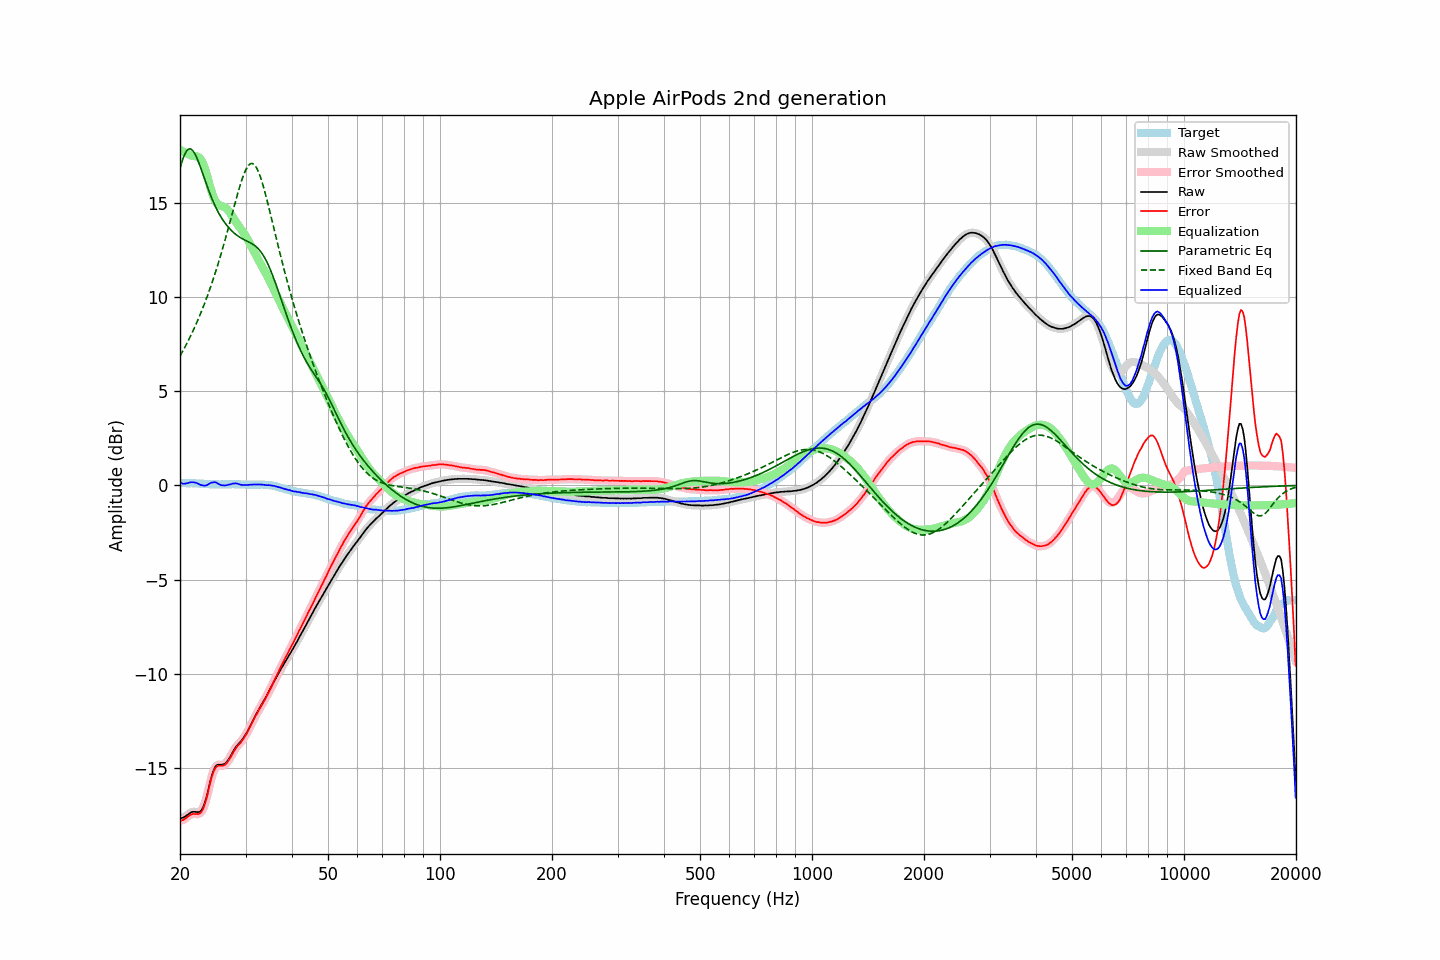 Apple AirPods 2nd generation
Target
Raw Smoothed
Error Smoothed
Raw
Error
Equalization
Parametric Eq
Fixed Band Eq
Equalized
Amplitude (dBr)
15
10
5
0
−5
−10
−15
20 50 100 200 500 1000 2000 5000 10000 20000
Frequency (Hz)